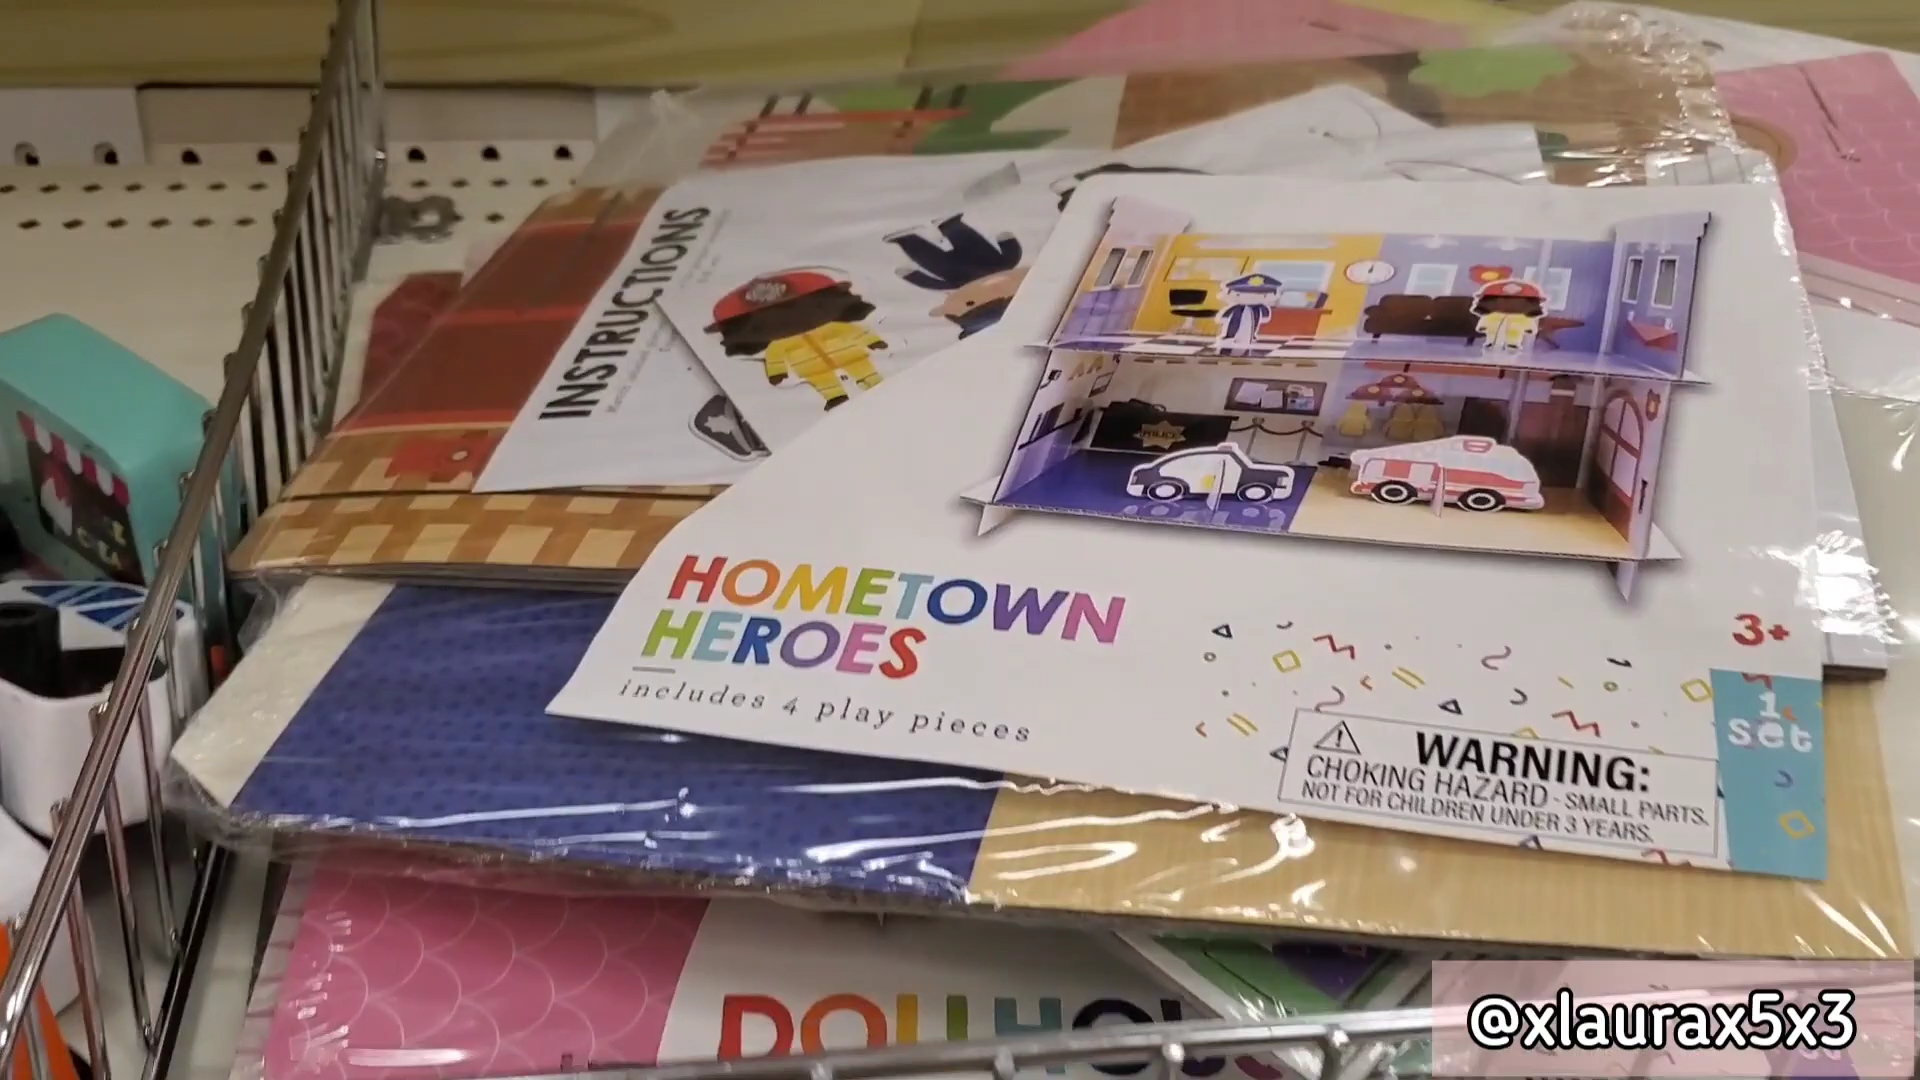 INSTRUCTIONS
POLICE
HOMETOWN
HEROES
includes 4 play pieces
3+
1
set
WARNING:
CHOKING HAZARD - SMALL PARTS.
NOT FOR CHILDREN UNDER 3 YEARS.
@xlaurax5x3